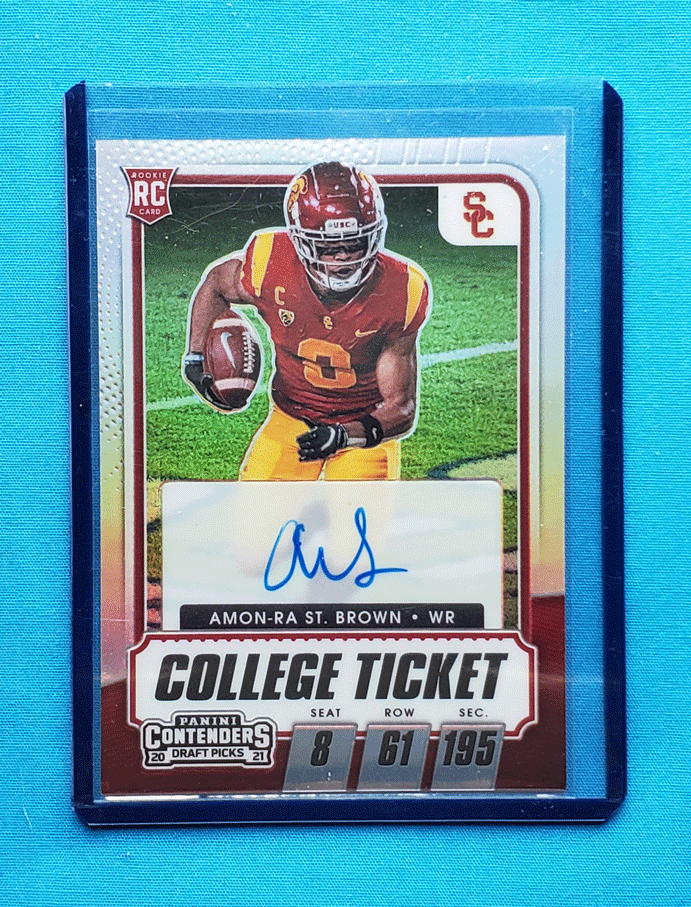 ROOKIE
RC
CARD
SC
USC
C
SC
8
AMON-RA ST. BROWN • WR
COLLEGE TICKET
SEAT ROW SEC.
8 61 195
PANINI
CONTENDERS
DRAFT PICKS
20 21